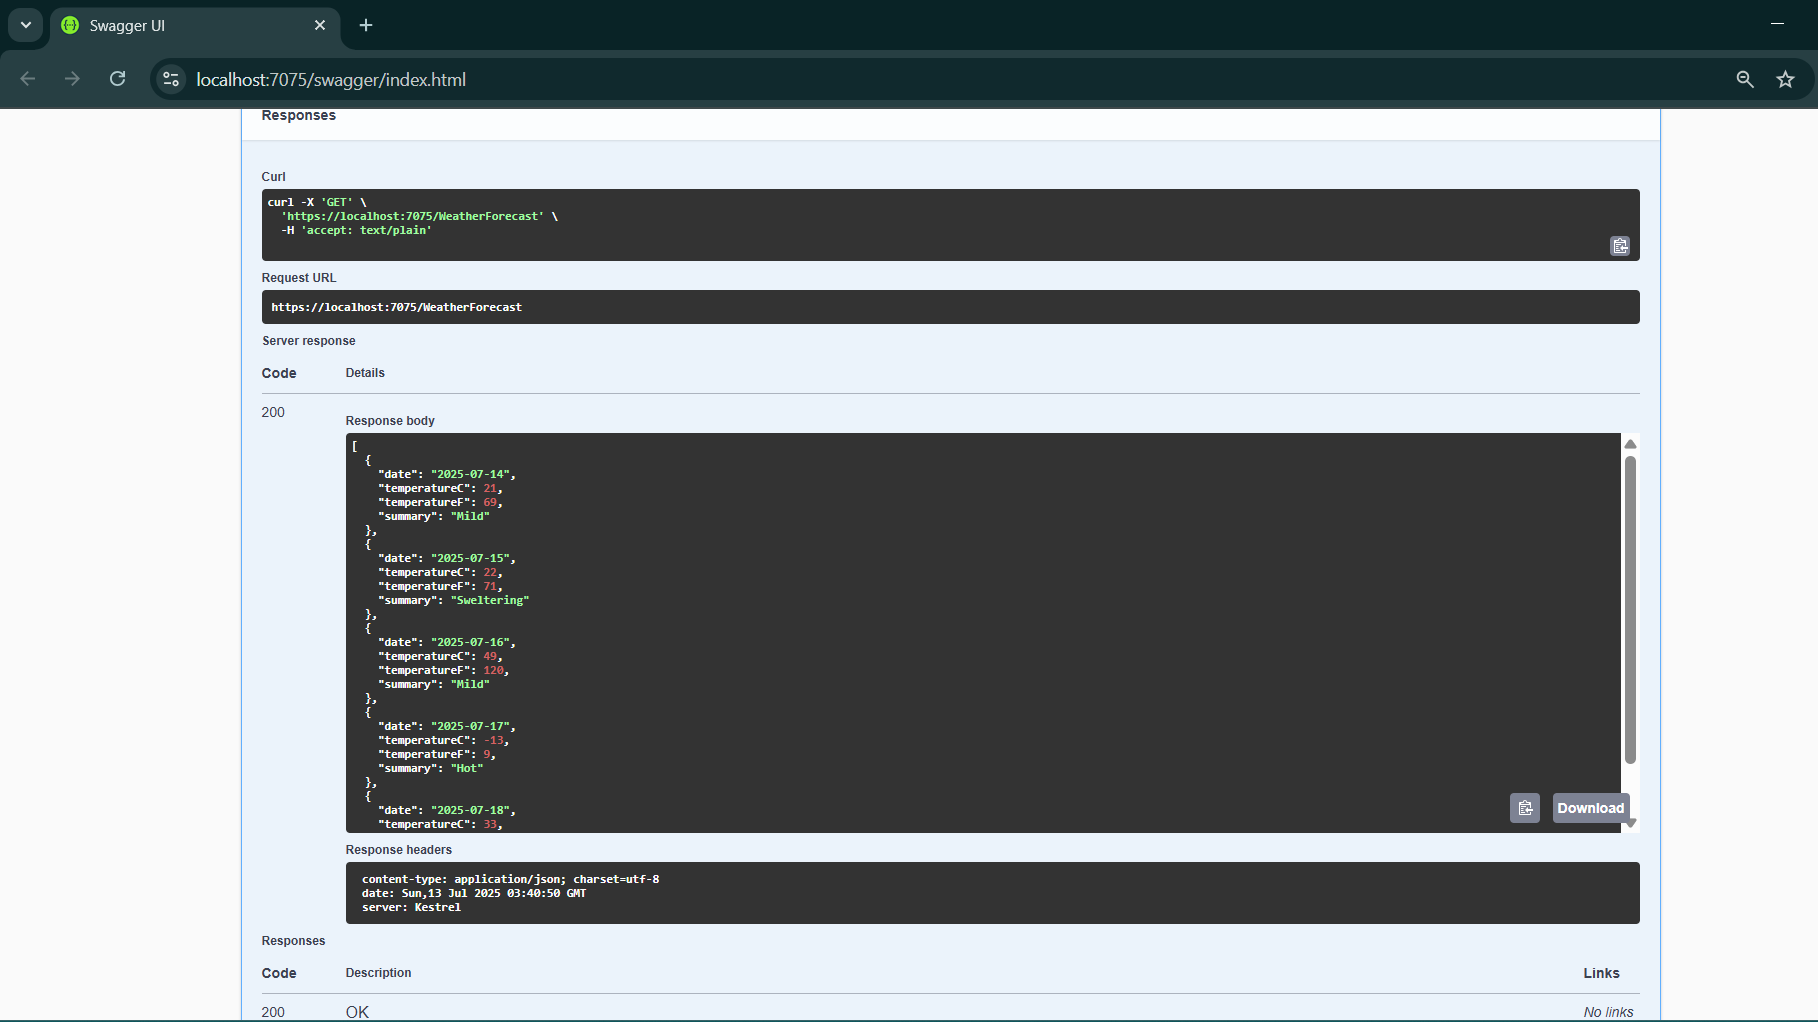 Swagger UI
localhost:7075/swagger/index.html
Responses
Curl
curl -X 'GET' \
  'https://localhost:7075/WeatherForecast' \
  -H 'accept: text/plain'
Request URL
https://localhost:7075/WeatherForecast
Server response
Code Details
200
Response body
[
  {
    "date": "2025-07-14",
    "temperatureC": 21,
    "temperatureF": 69,
    "summary": "Mild"
  },
  {
    "date": "2025-07-15",
    "temperatureC": 22,
    "temperatureF": 71,
    "summary": "Sweltering"
  },
  {
    "date": "2025-07-16",
    "temperatureC": 49,
    "temperatureF": 120,
    "summary": "Mild"
  },
  {
    "date": "2025-07-17",
    "temperatureC": -13,
    "temperatureF": 9,
    "summary": "Hot"
  },
  {
    "date": "2025-07-18",
    "temperatureC": 33,
Download
Response headers
content-type: application/json; charset=utf-8
date: Sun,13 Jul 2025 03:40:50 GMT
server: Kestrel
Responses
Code Description Links
200 OK No links